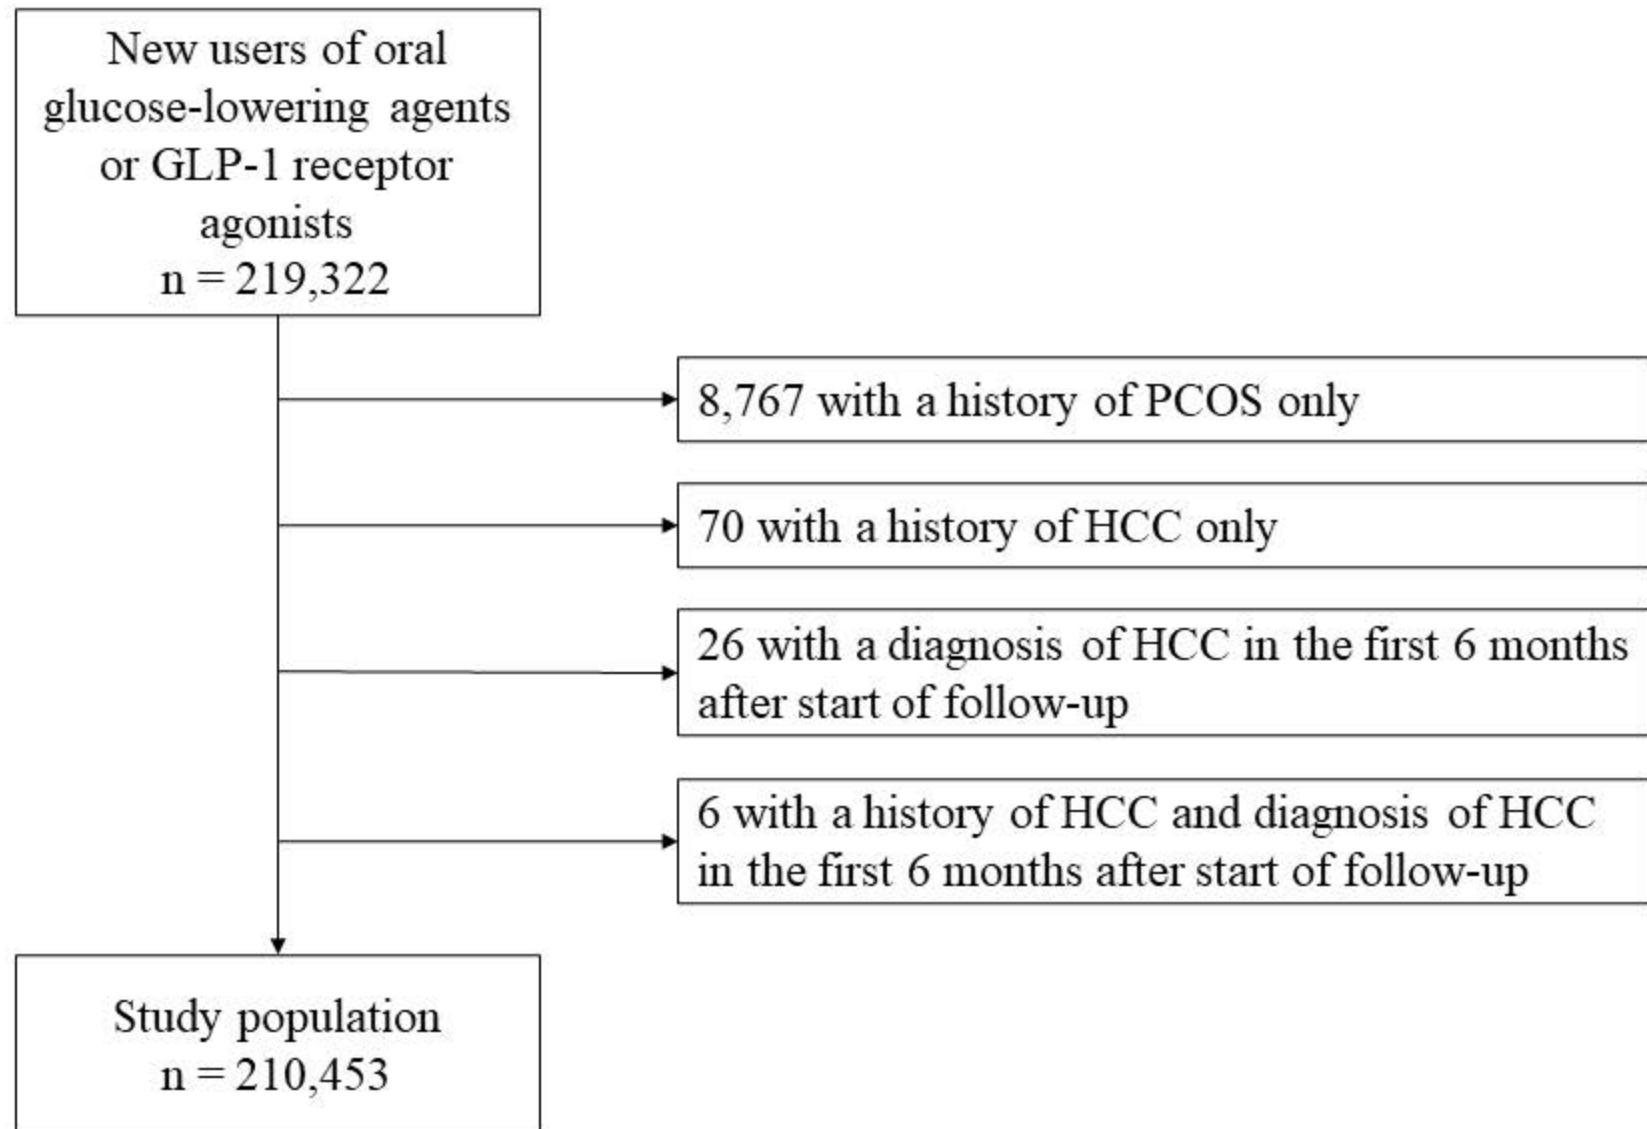 New users of oral
glucose-lowering agents
or GLP-1 receptor
agonists
n = 219,322
8,767 with a history of PCOS only
70 with a history of HCC only
26 with a diagnosis of HCC in the first 6 months
after start of follow-up
6 with a history of HCC and diagnosis of HCC
in the first 6 months after start of follow-up
Study population
n = 210,453